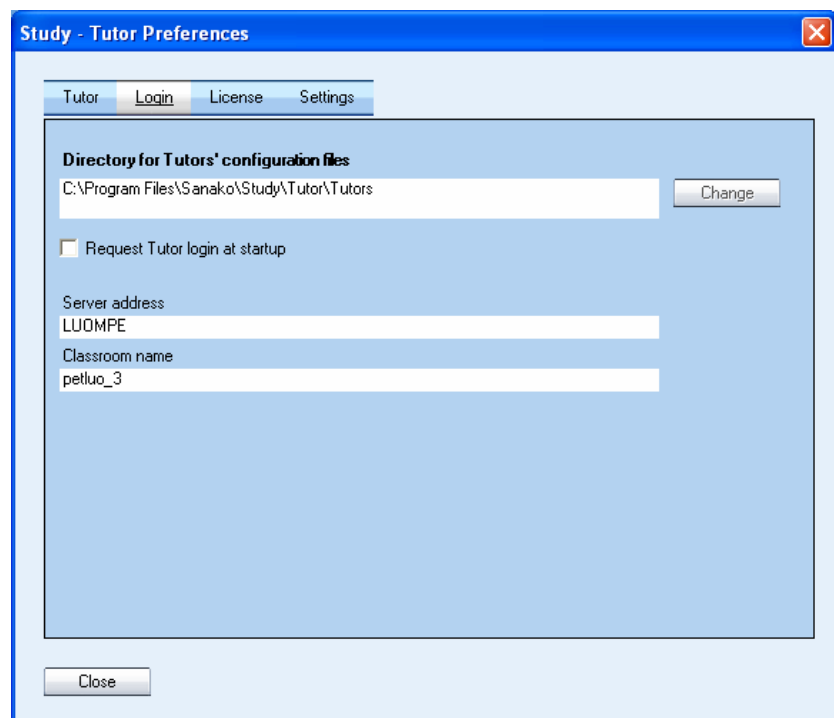 Study - Tutor Preferences
Tutor Login License Settings
Directory for Tutors' configuration files
C:\Program Files\Sanako\Study\Tutor\Tutors
Change
Request Tutor login at startup
Server address
LUOMPE
Classroom name
petluo_3
Close